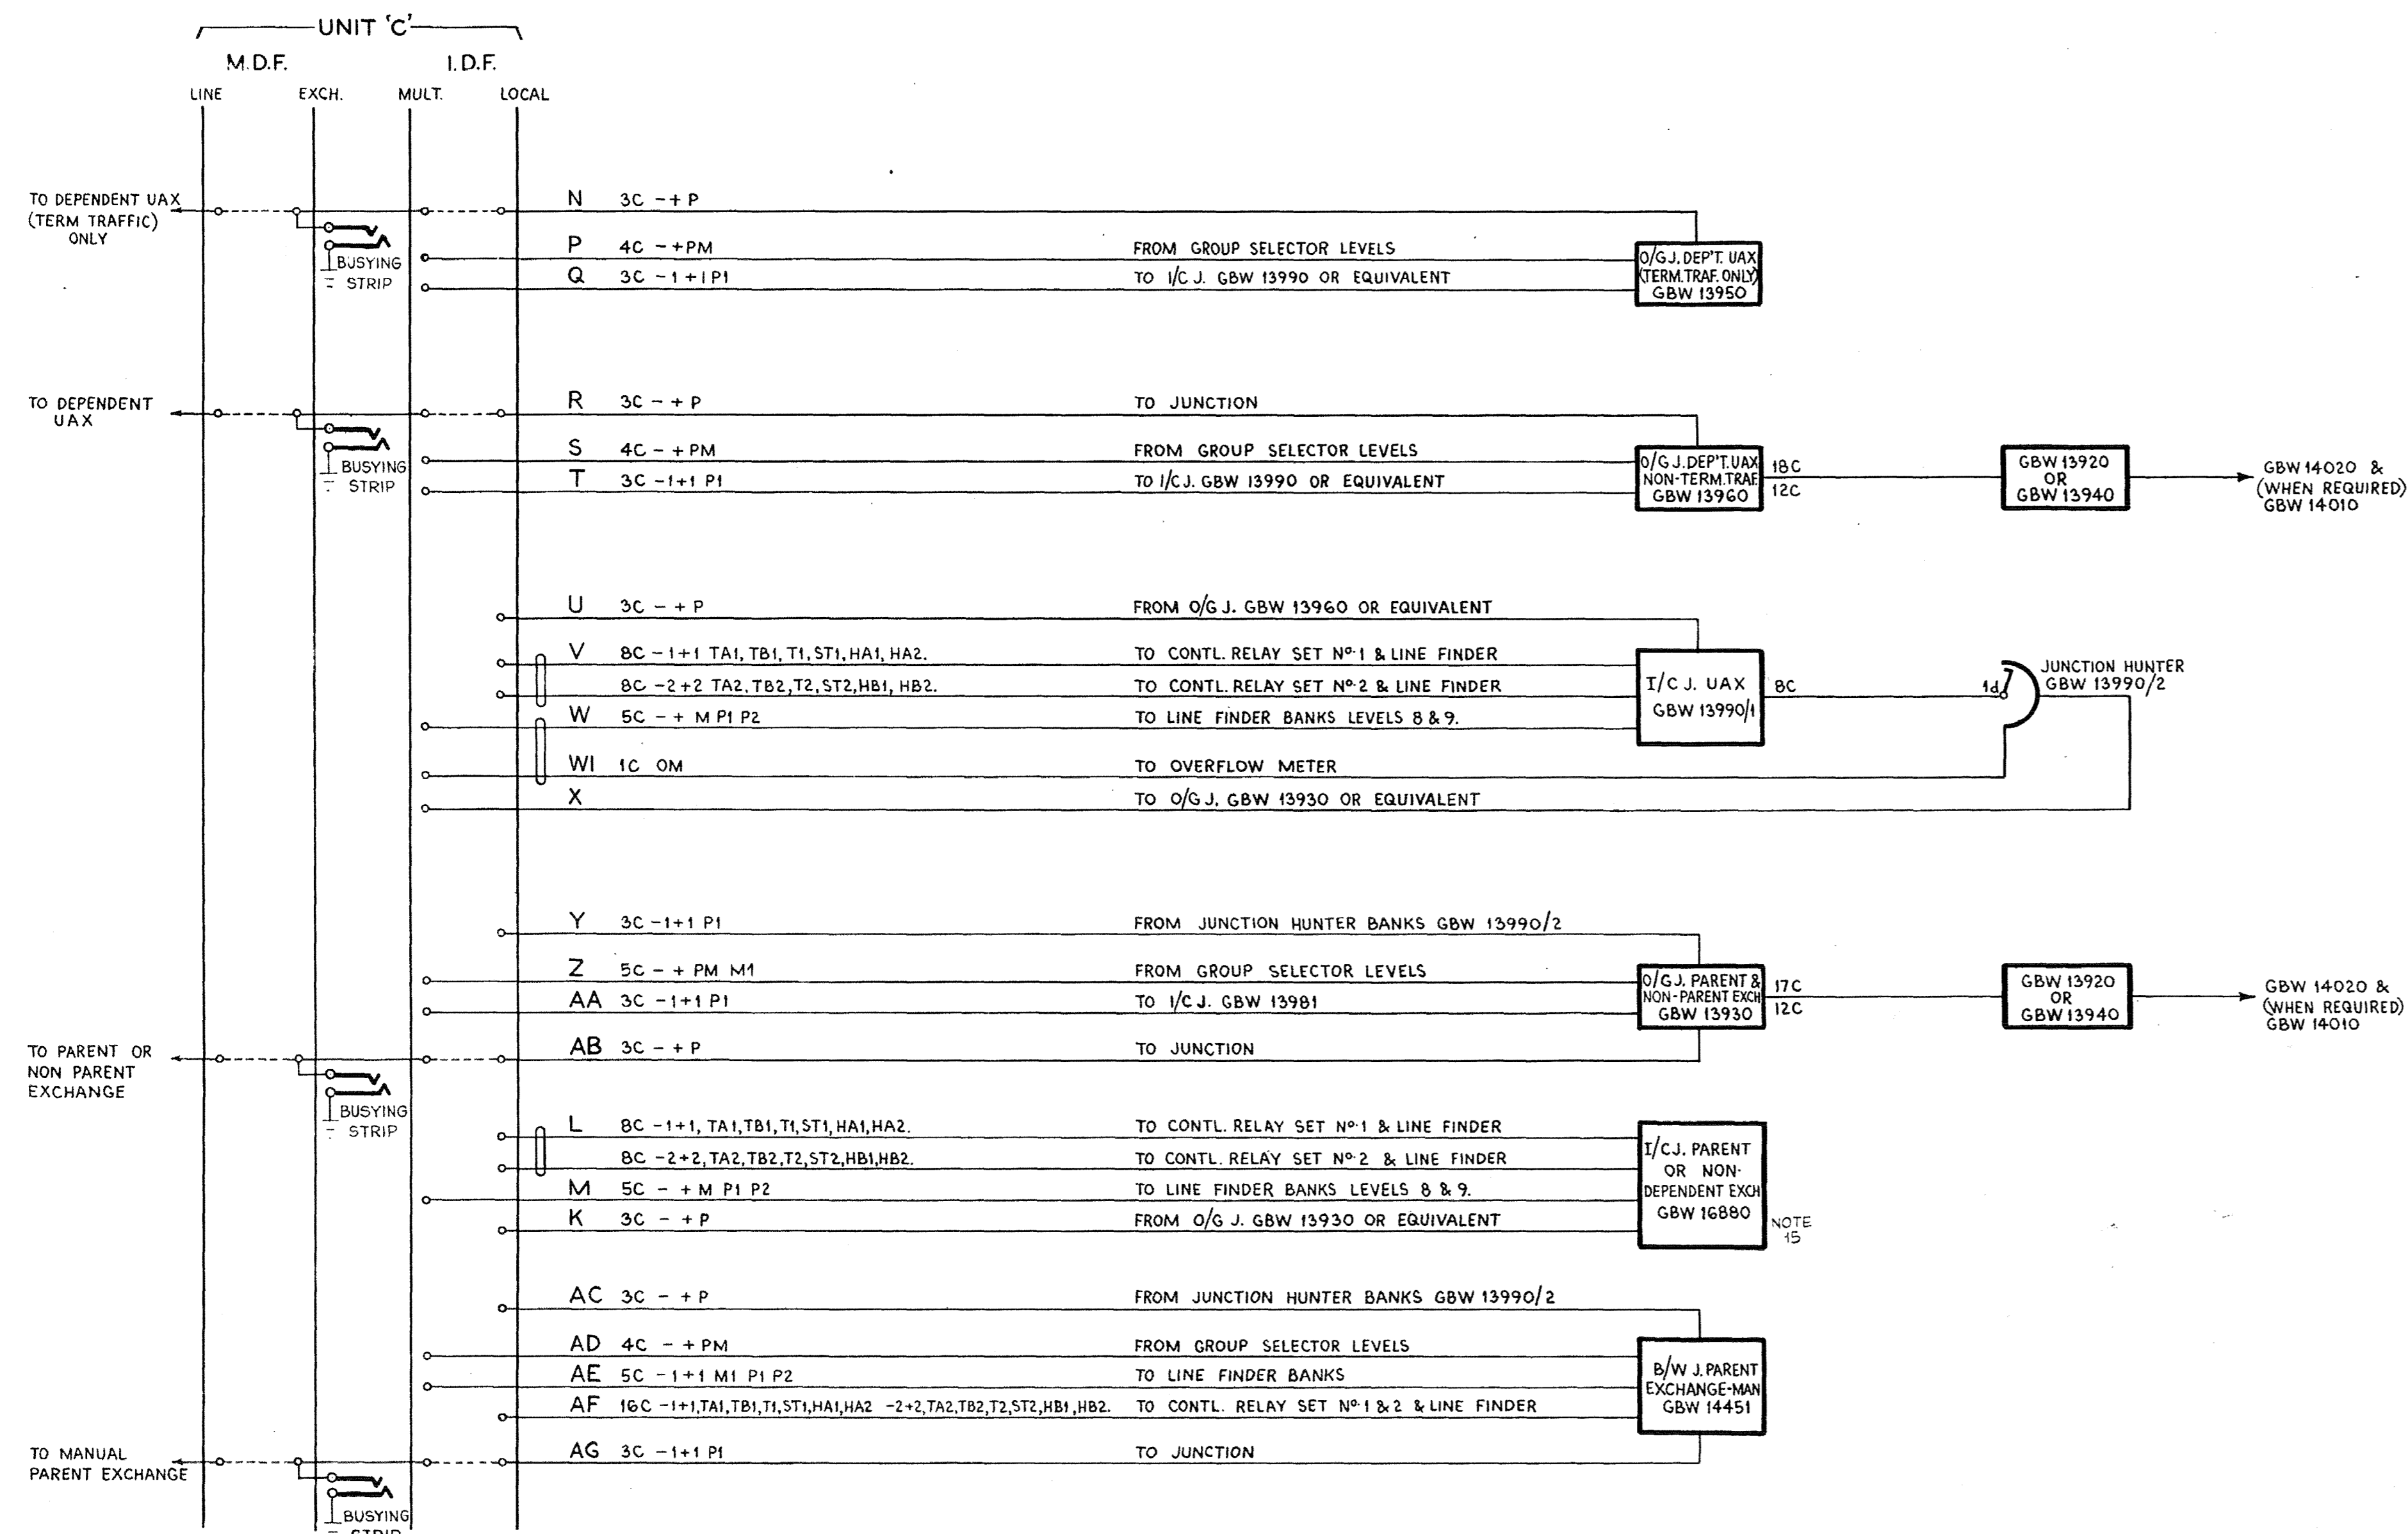 UNIT 'C'
M.D.F. I.D.F.
LINE EXCH. MULT. LOCAL
TO DEPENDENT UAX
(TERM TRAFFIC)
ONLY
BUSYING
STRIP
N 3C - + P
P 4C - + PM FROM GROUP SELECTOR LEVELS
Q 3C -1 +1 P1 TO I/C J. GBW 13990 OR EQUIVALENT
O/G J. DEP'T. UAX
(TERM. TRAF. ONLY)
GBW 13950
TO DEPENDENT
UAX
BUSYING
STRIP
R 3C - + P TO JUNCTION
S 4C - + PM FROM GROUP SELECTOR LEVELS
T 3C -1+1 P1 TO I/C J. GBW 13990 OR EQUIVALENT
O/G J. DEP'T. UAX
NON-TERM. TRAF.
GBW 13960
18C
12C
GBW 13920
OR
GBW 13940
GBW 14020 &
(WHEN REQUIRED)
GBW 14010
U 3C - + P FROM O/G J. GBW 13960 OR EQUIVALENT
V 8C -1+1 TA1, TB1, T1, ST1, HA1, HA2. TO CONTL. RELAY SET No. 1 & LINE FINDER
8C -2+2 TA2, TB2, T2, ST2, HB1, HB2. TO CONTL. RELAY SET No. 2 & LINE FINDER
W 5C - + M P1 P2 TO LINE FINDER BANKS LEVELS 8 & 9.
W1 1C OM TO OVERFLOW METER
X TO O/G J. GBW 13930 OR EQUIVALENT
I/C J. UAX
GBW 13990/1
8C
1d
JUNCTION HUNTER
GBW 13990/2
Y 3C -1+1 P1 FROM JUNCTION HUNTER BANKS GBW 13990/2
Z 5C - + PM M1 FROM GROUP SELECTOR LEVELS
AA 3C -1+1 P1 TO I/C J. GBW 13981
AB 3C - + P TO JUNCTION
O/G J. PARENT &
NON-PARENT EXCH
GBW 13930
17C
12C
GBW 13920
OR
GBW 13940
GBW 14020 &
(WHEN REQUIRED)
GBW 14010
TO PARENT OR
NON PARENT
EXCHANGE
BUSYING
STRIP
L 8C -1+1, TA1, TB1, T1, ST1, HA1, HA2. TO CONTL. RELAY SET No. 1 & LINE FINDER
8C -2+2, TA2, TB2, T2, ST2, HB1, HB2. TO CONTL. RELAY SET No. 2 & LINE FINDER
M 5C - + M P1 P2 TO LINE FINDER BANKS LEVELS 8 & 9.
K 3C - + P FROM O/G J. GBW 13930 OR EQUIVALENT
I/C J. PARENT
OR NON-
DEPENDENT EXCH
GBW 16880
NOTE
15
AC 3C - + P FROM JUNCTION HUNTER BANKS GBW 13990/2
AD 4C - + PM FROM GROUP SELECTOR LEVELS
AE 5C -1+1 M1 P1 P2 TO LINE FINDER BANKS
AF 16C -1+1, TA1, TB1, T1, ST1, HA1, HA2 -2+2, TA2, TB2, T2, ST2, HB1, HB2. TO CONTL. RELAY SET No. 1 & 2 & LINE FINDER
AG 3C -1+1 P1 TO JUNCTION
B/W J. PARENT
EXCHANGE-MAN
GBW 14451
TO MANUAL
PARENT EXCHANGE
BUSYING
STRIP